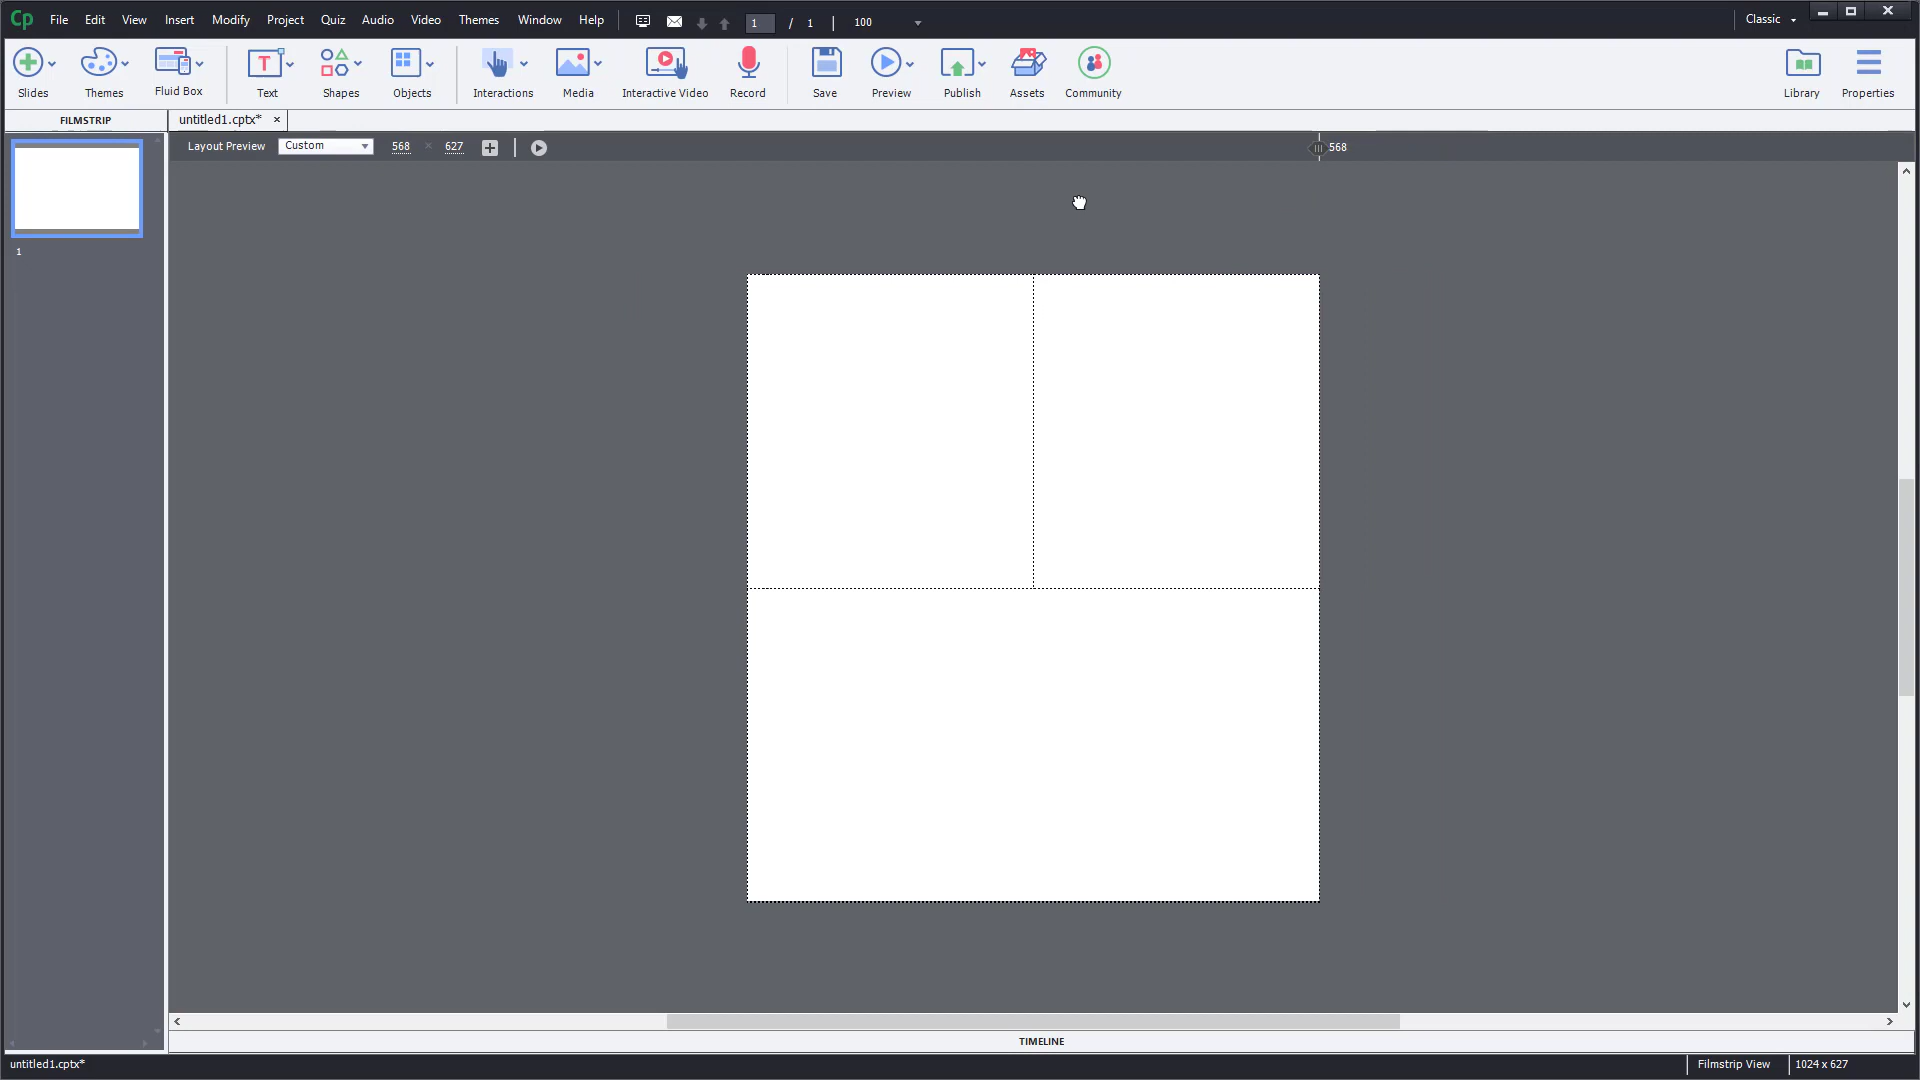 Cp File Edit View Insert Modify Project Quiz Audio Video Themes Window Help 1 / 1 100 Classic
Slides Themes Fluid Box Text Shapes Objects Interactions Media Interactive Video Record Save Preview Publish Assets Community Library Properties
FILMSTRIP untitled1.cptx* ×
Layout Preview Custom 568 × 627 568
1
TIMELINE
untitled1.cptx* Filmstrip View 1024 x 627